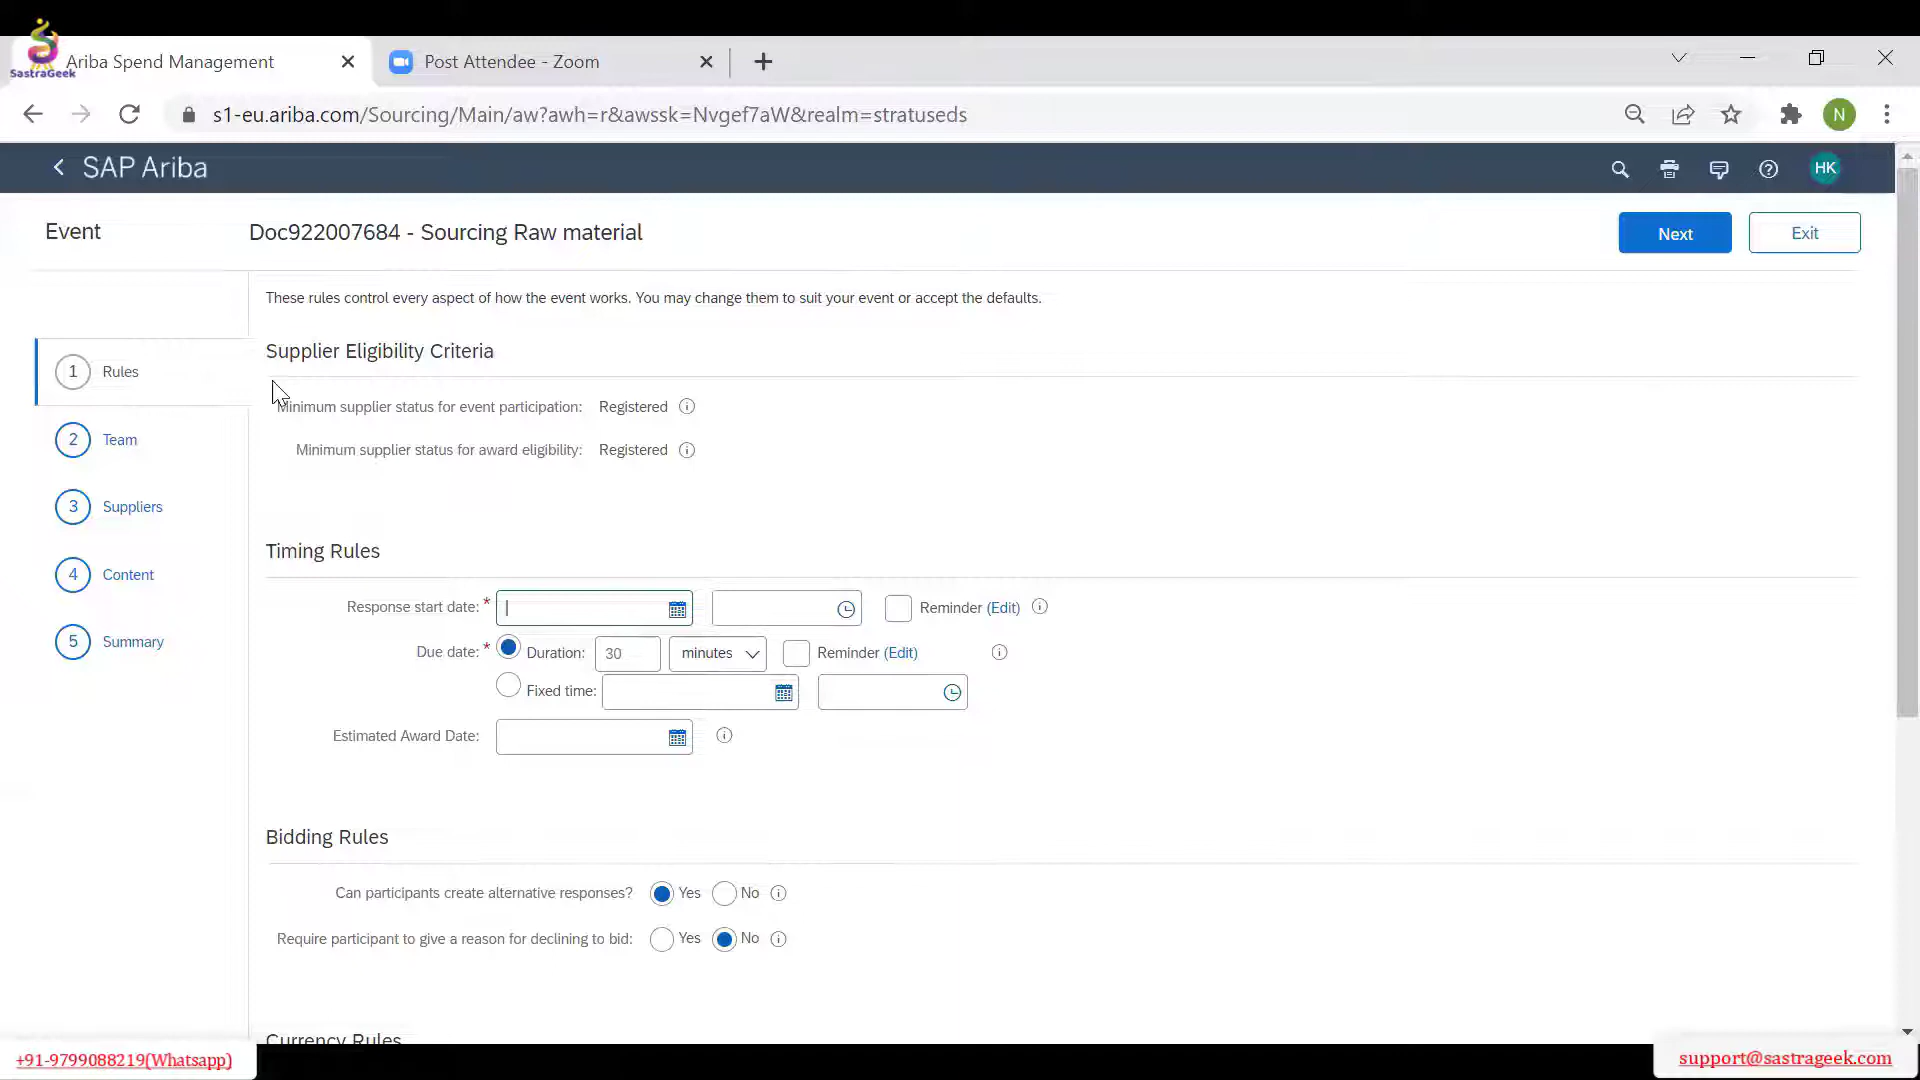 Ariba Spend Management
Post Attendee - Zoom
SastraGeek
s1-eu.ariba.com/Sourcing/Main/aw?awh=r&awssk=Nvgef7aW&realm=stratuseds
N
SAP Ariba
HK
Event
Doc922007684 - Sourcing Raw material
Next
Exit
These rules control every aspect of how the event works. You may change them to suit your event or accept the defaults.
1 Rules
2 Team
3 Suppliers
4 Content
5 Summary
Supplier Eligibility Criteria
Minimum supplier status for event participation: Registered
Minimum supplier status for award eligibility: Registered
Timing Rules
Response start date: * Reminder (Edit)
Due date: * Duration: 30 minutes Reminder (Edit)
Fixed time:
Estimated Award Date:
Bidding Rules
Can participants create alternative responses? Yes No
Require participant to give a reason for declining to bid: Yes No
Currency Rules
+91-9799088219(Whatsapp)
support@sastrageek.com